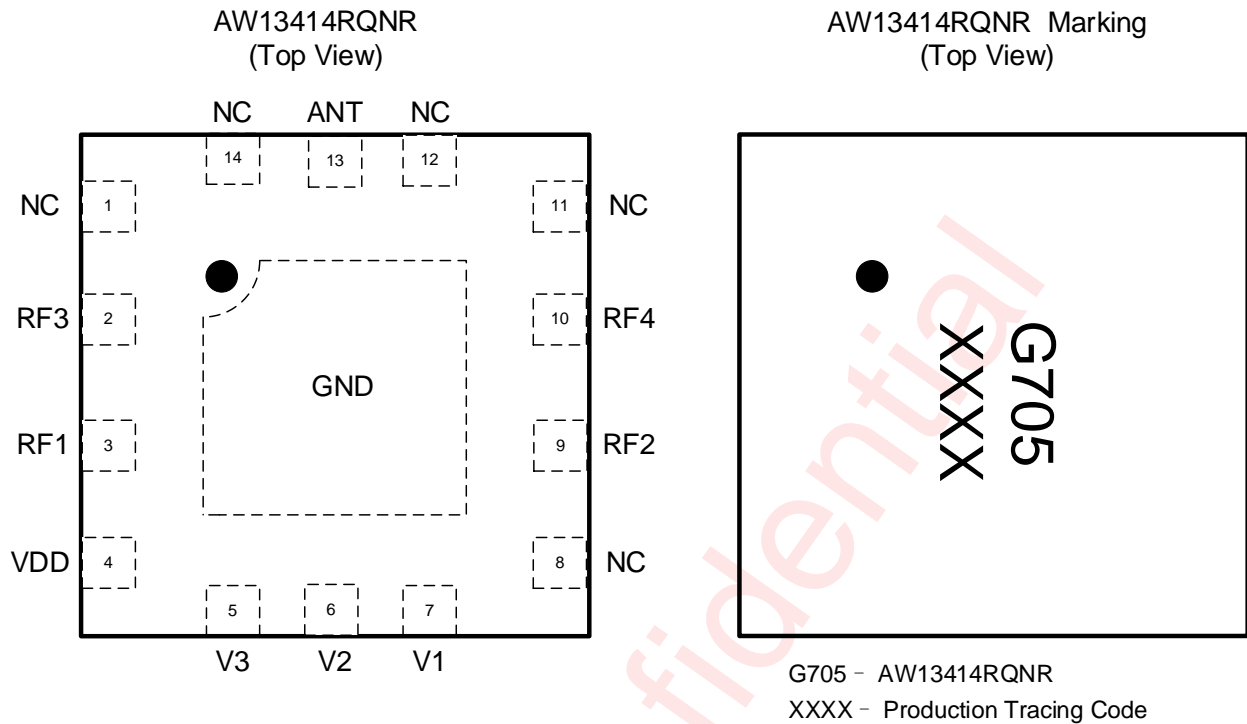 AW13414RQNR
(Top View)
NC ANT NC
14 13 12
NC 1 11 NC
RF3 2 10 RF4
GND
RF1 3 9 RF2
VDD 4 8 NC
5 6 7
V3 V2 V1
AW13414RQNR Marking
(Top View)
G705
XXXX
G705 - AW13414RQNR
XXXX - Production Tracing Code
fidential